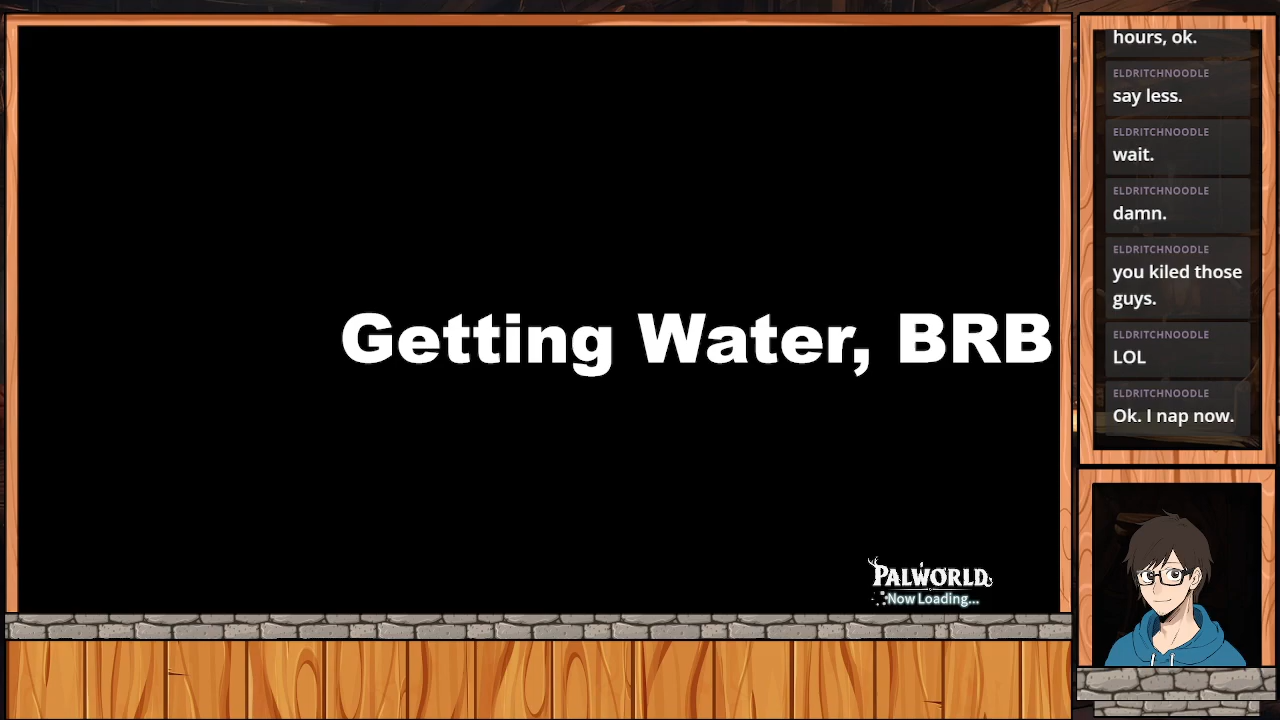 Getting Water, BRB
PALWORLD
Now Loading...
hours, ok.
ELDRITCHNOODLE
say less.
ELDRITCHNOODLE
wait.
ELDRITCHNOODLE
damn.
ELDRITCHNOODLE
you kiled those
guys.
ELDRITCHNOODLE
LOL
ELDRITCHNOODLE
Ok. I nap now.